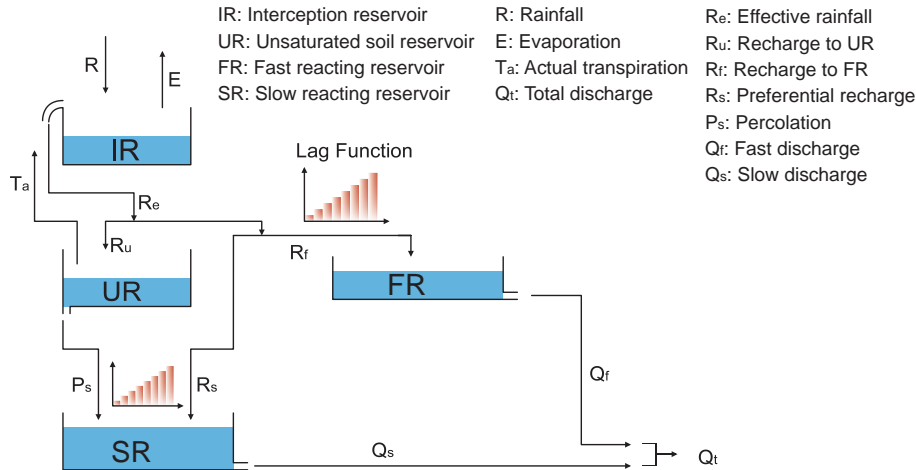 IR: Interception reservoir
UR: Unsaturated soil reservoir
FR: Fast reacting reservoir
SR: Slow reacting reservoir
R: Rainfall
E: Evaporation
Ta: Actual transpiration
Qt: Total discharge
Re: Effective rainfall
Ru: Recharge to UR
Rf: Recharge to FR
Rs: Preferential recharge
Ps: Percolation
Qf: Fast discharge
Qs: Slow discharge
R
E
IR
Lag Function
Ta
Re
Ru
Rf
UR
FR
Ps
Rs
Qf
SR
Qs
Qt